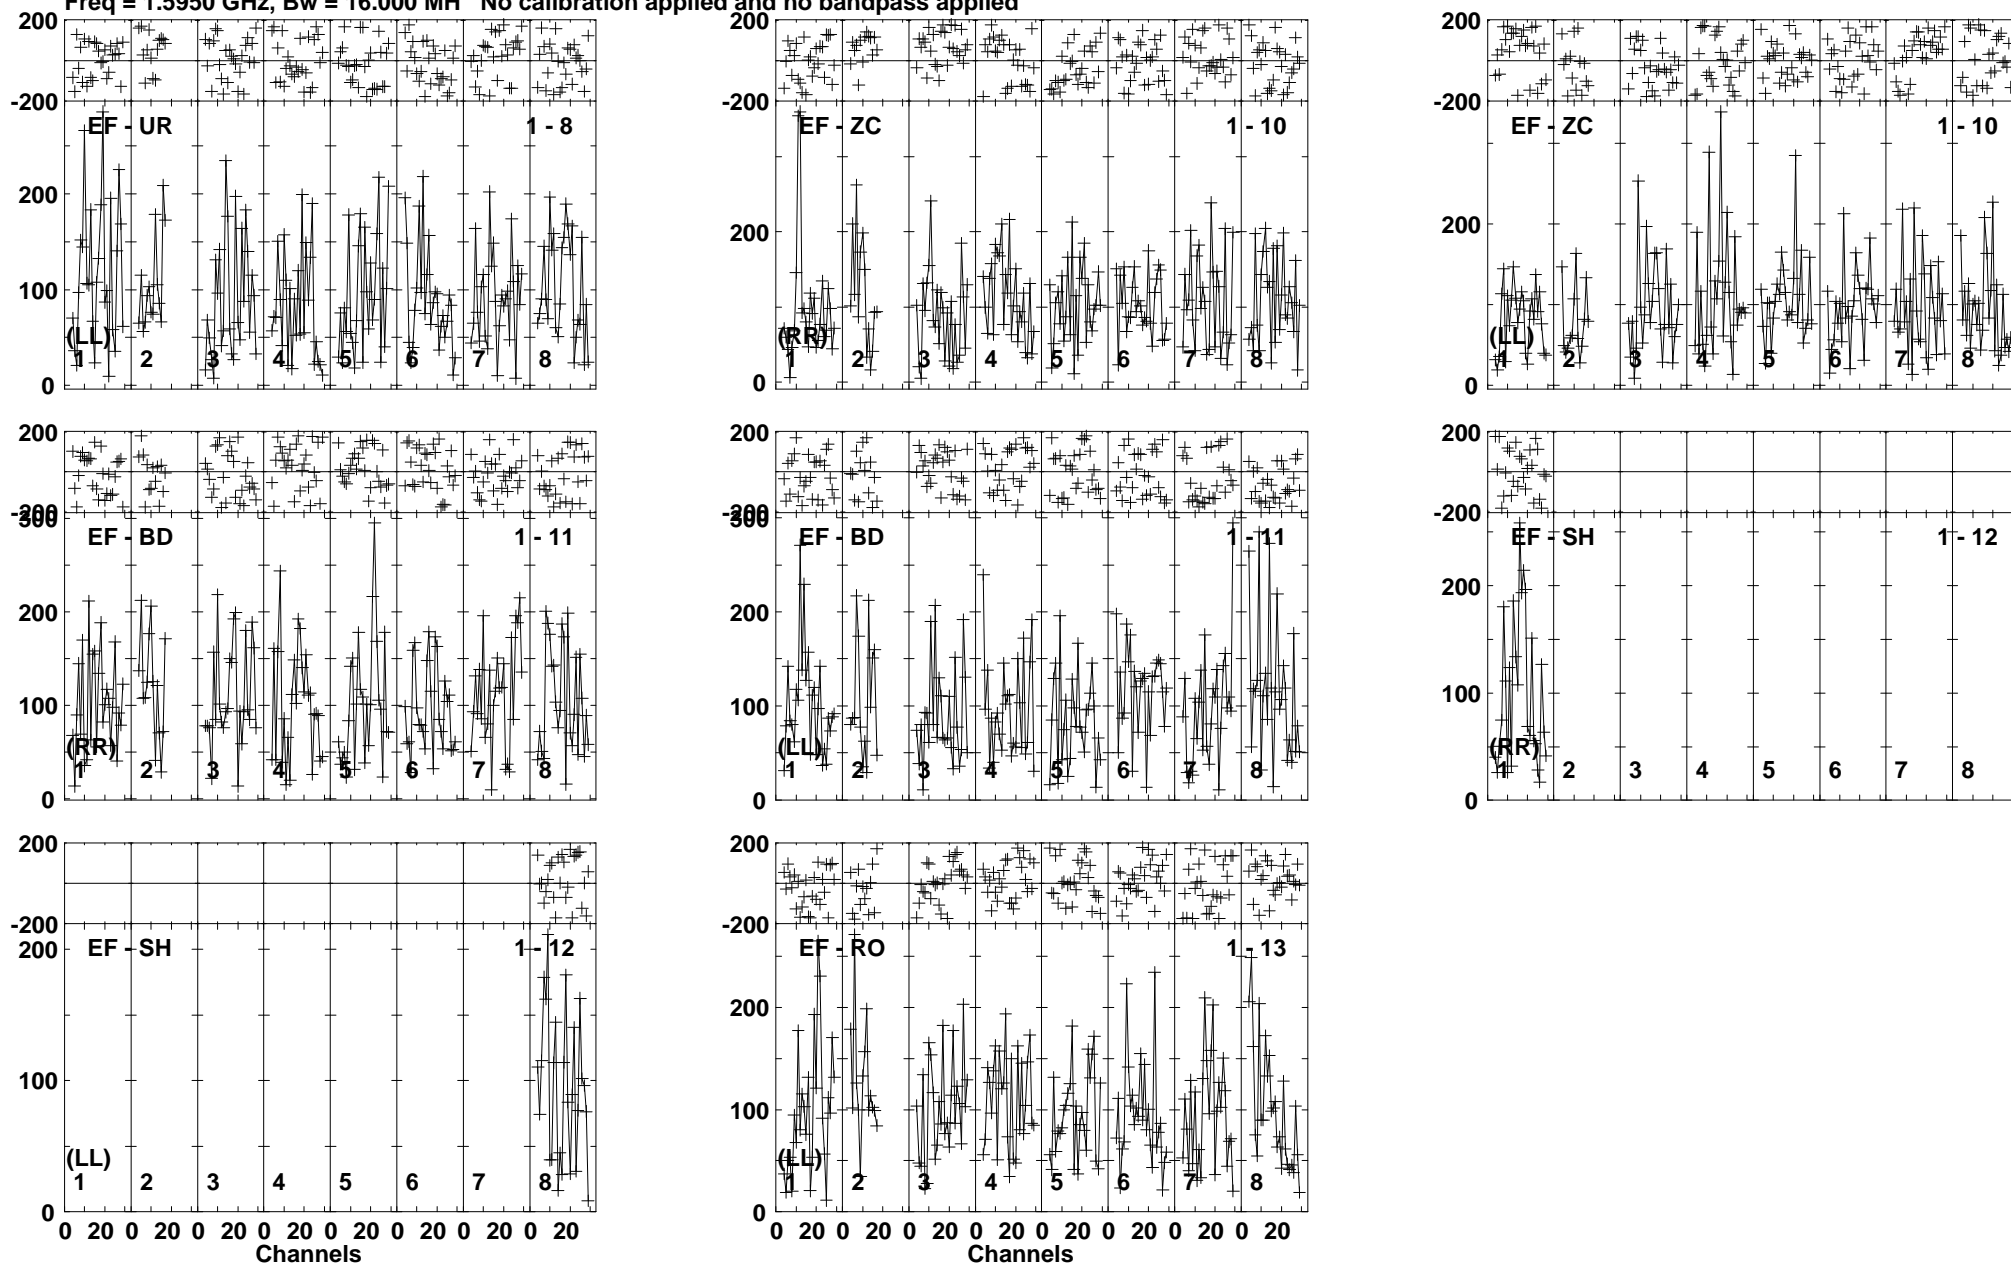 Freq = 1.5950 GHz, Bw = 16.000 MH No calibration applied and no bandpass applied
200 200 200
-200 -200 -200
EF - UR 1 - 8 EF - ZC 1 - 10 EF - ZC 1 - 10
200 200 200
100
(LL) (RR) (LL)
1 2 3 4 5 6 7 8 1 2 3 4 5 6 7 8 1 2 3 4 5 6 7 8
0 0 0
200 200 200
-200 -200 -200
300 300
EF - BD 1 - 11 EF - BD 1 - 11 EF - SH 1 - 12
200 200 200
100 100 100
(RR) (LL) (RR)
1 2 3 4 5 6 7 8 1 2 3 4 5 6 7 8 1 2 3 4 5 6 7 8
0 0 0
200 200
-200 -200
EF - SH 1 - 12 EF - RO 1 - 13
200 200
100 100
(LL) (LL)
1 2 3 4 5 6 7 8 1 2 3 4 5 6 7 8
0 0
0 20 0 20 0 20 0 20 0 20 0 20 0 20 0 20 0 20 0 20 0 20 0 20 0 20 0 20 0 20 0 20
Channels Channels